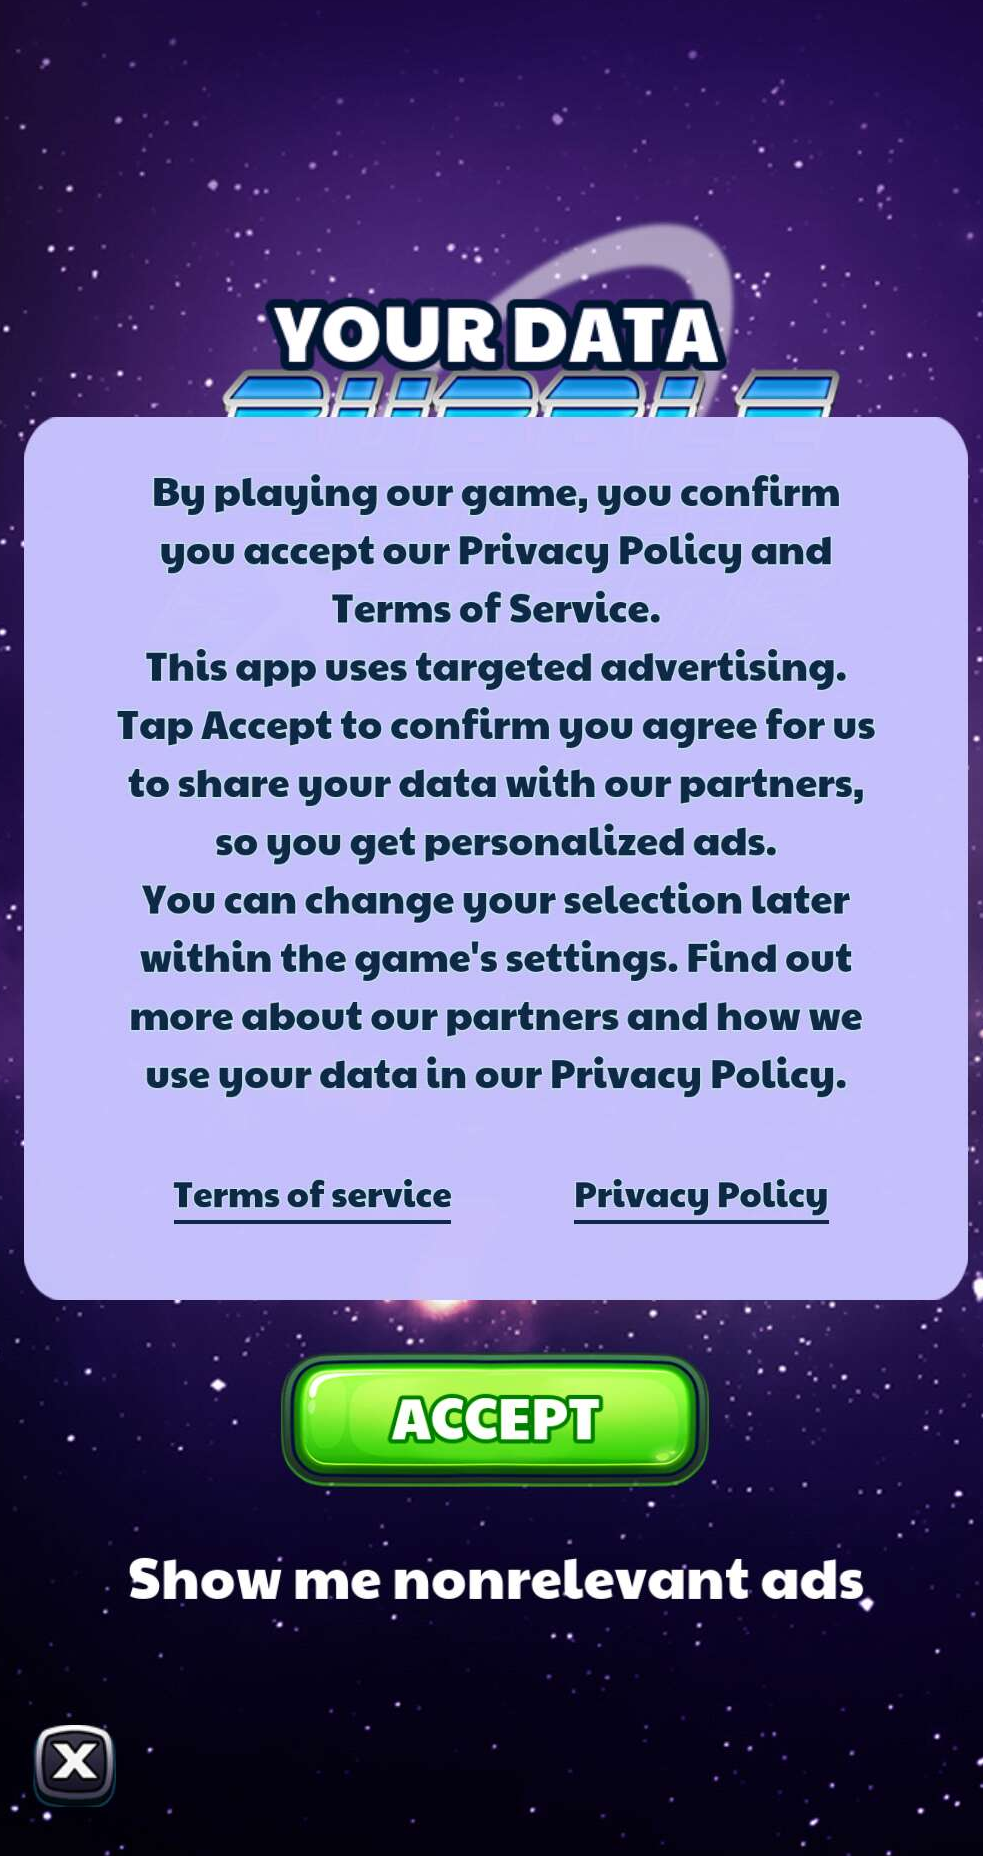 YOUR DATA
By playing our game, you confirm
you accept our Privacy Policy and
Terms of Service.
This app uses targeted advertising.
Tap Accept to confirm you agree for us
to share your data with our partners,
so you get personalized ads.
You can change your selection later
within the game's settings. Find out
more about our partners and how we
use your data in our Privacy Policy.
Terms of service Privacy Policy
ACCEPT
Show me nonrelevant ads
X